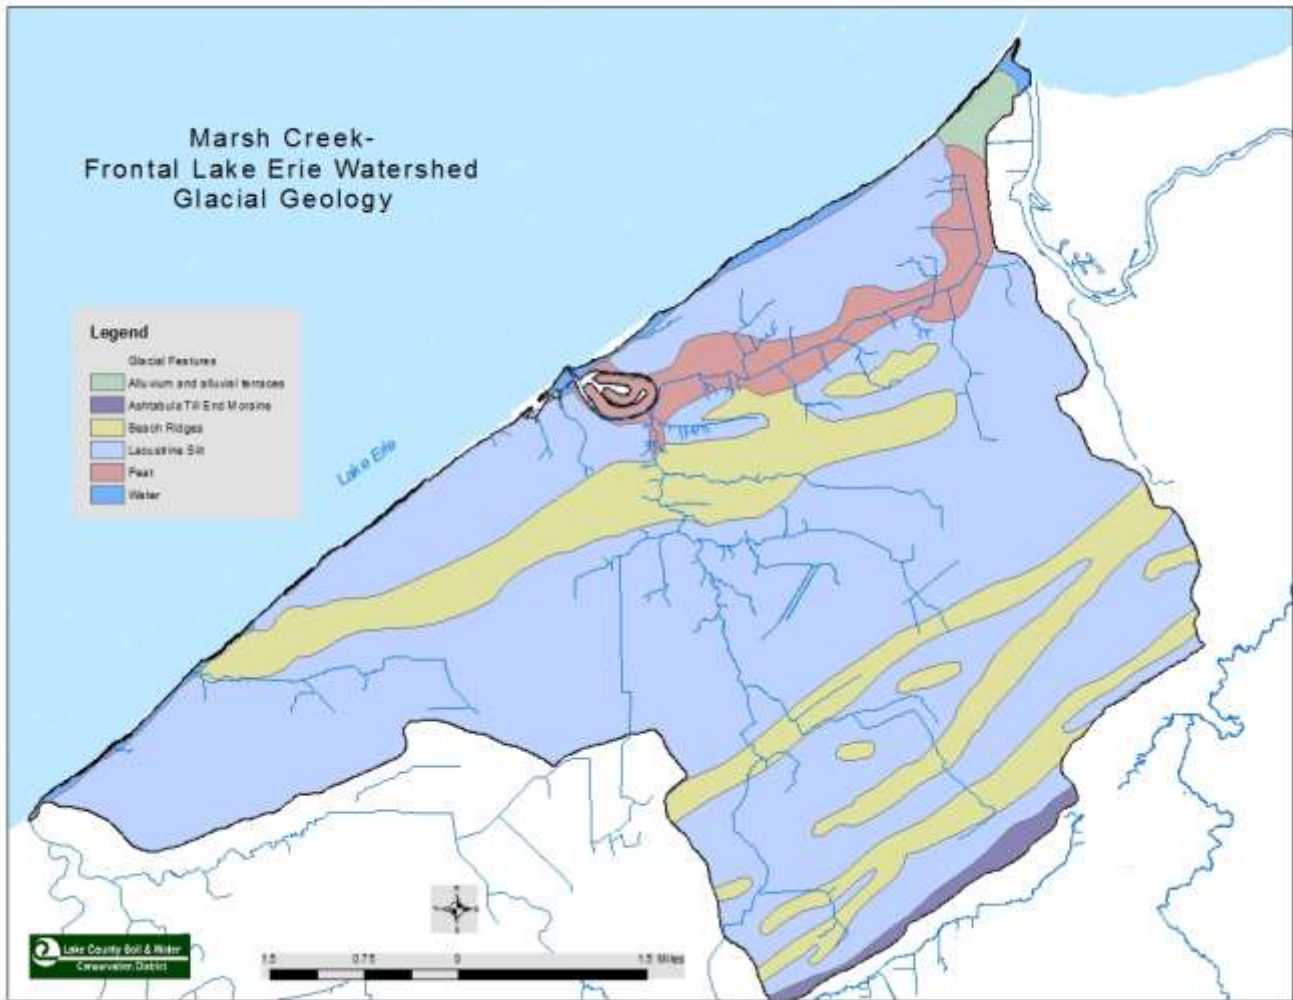 Marsh Creek-
Frontal Lake Erie Watershed
Glacial Geology
Legend
Glacial Features
Alluvium and alluvial terraces
Ashtabula Till End Moraine
Beach Ridges
Lacustrine Silt
Peat
Water
Lake Erie
Lake County Soil & Water
Conservation District
1.5 0.75 0 1.5 Miles